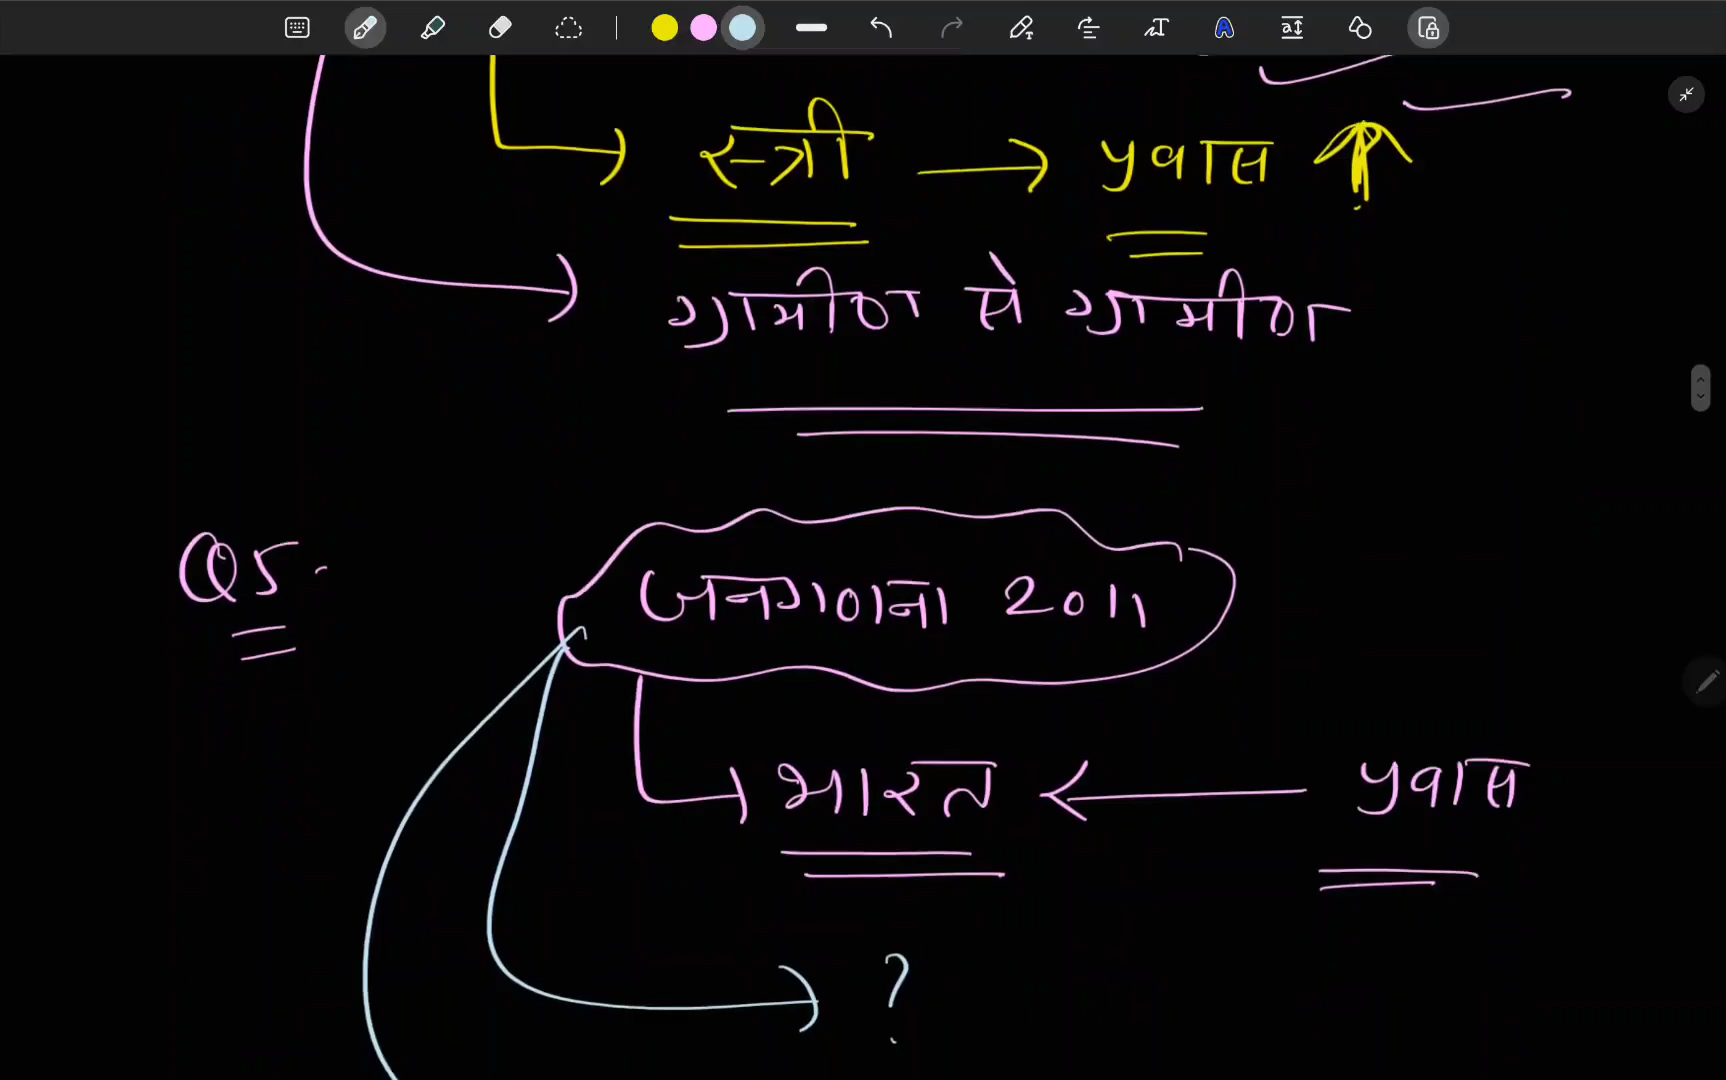 स्त्री → प्रवास ↑
ग्रामीण से ग्रामीण
Q5.
जनगणना 2011
भारत ← प्रवास
?